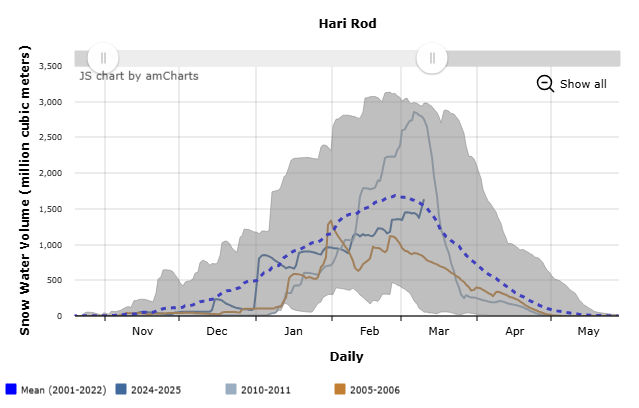 Hari Rod
JS chart by amCharts
Show all
Snow Water Volume (million cubic meters)
3,500
3,000
2,500
2,000
1,500
1,000
500
0
Nov
Dec
Jan
Feb
Mar
Apr
May
Daily
Mean (2001-2022)
2024-2025
2010-2011
2005-2006